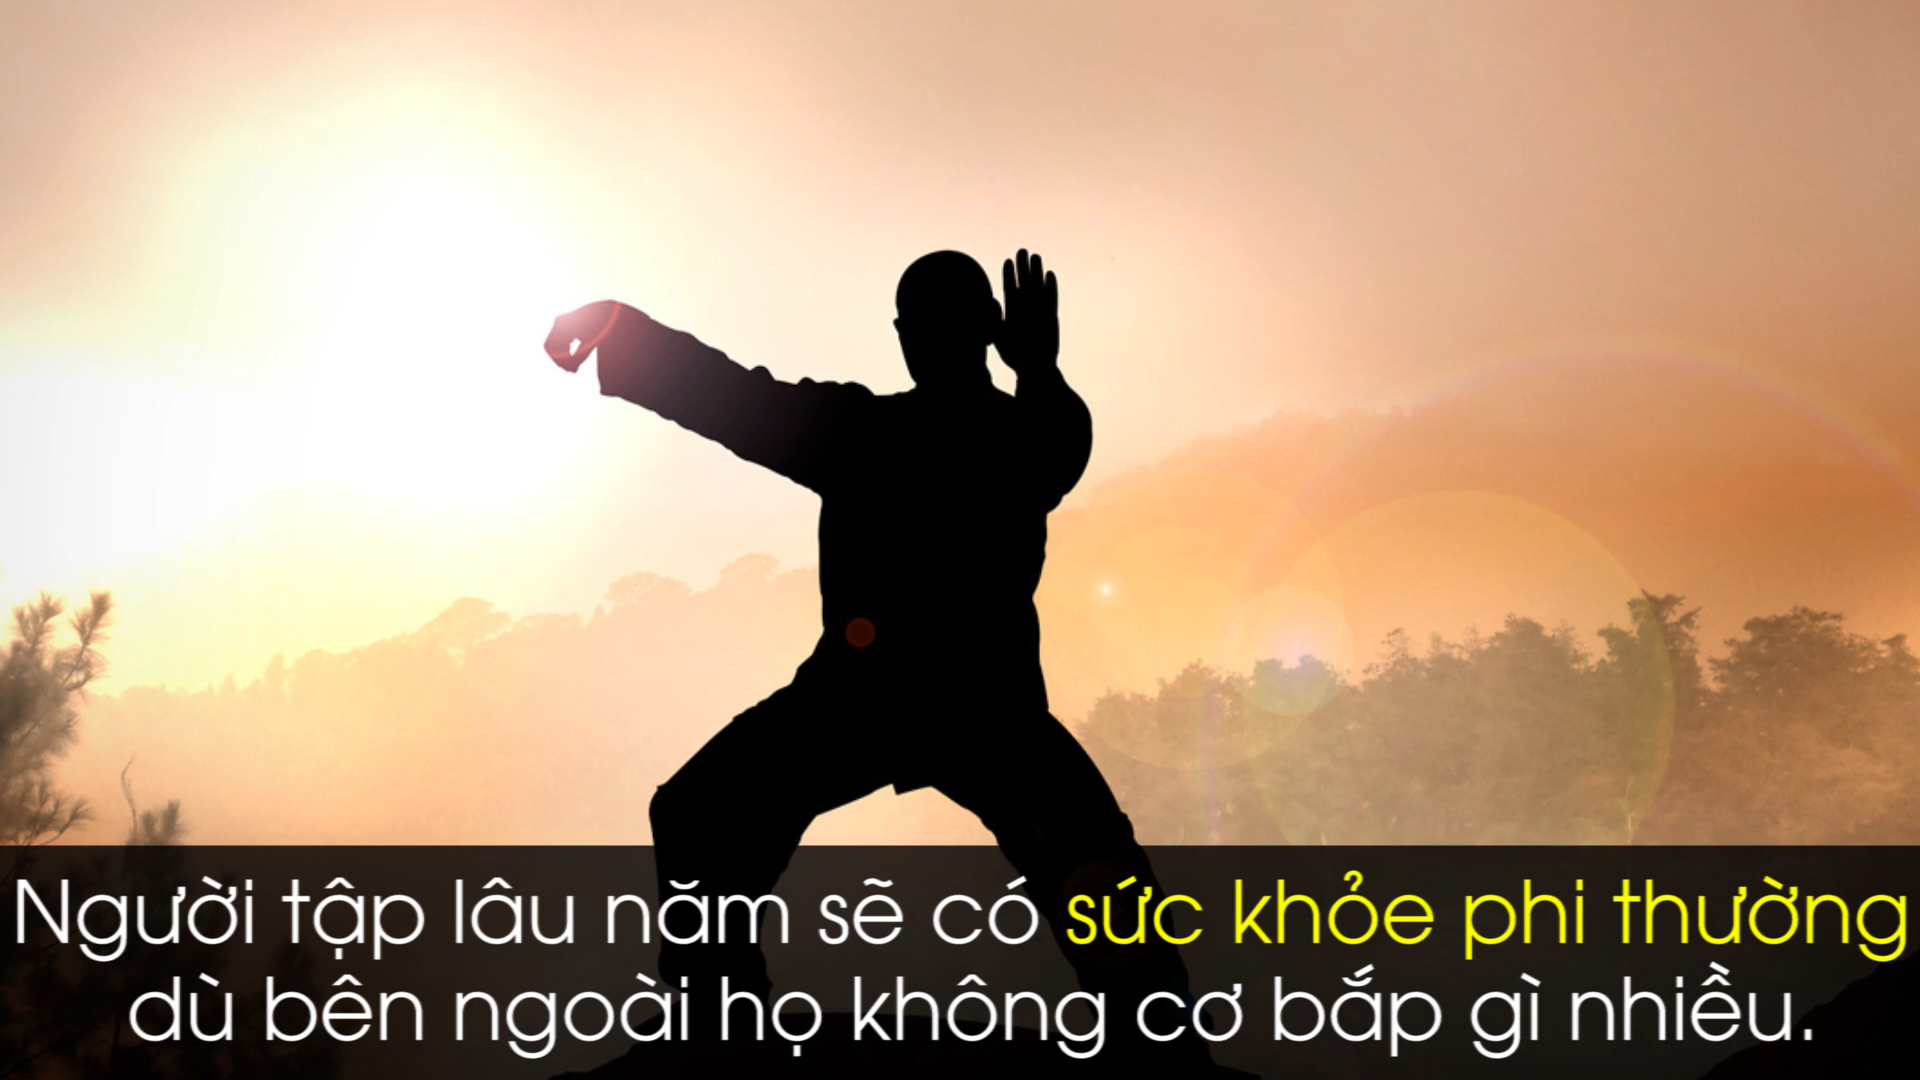 Người tập lâu năm sẽ có sức khỏe phi thường
dù bên ngoài họ không cơ bắp gì nhiều.